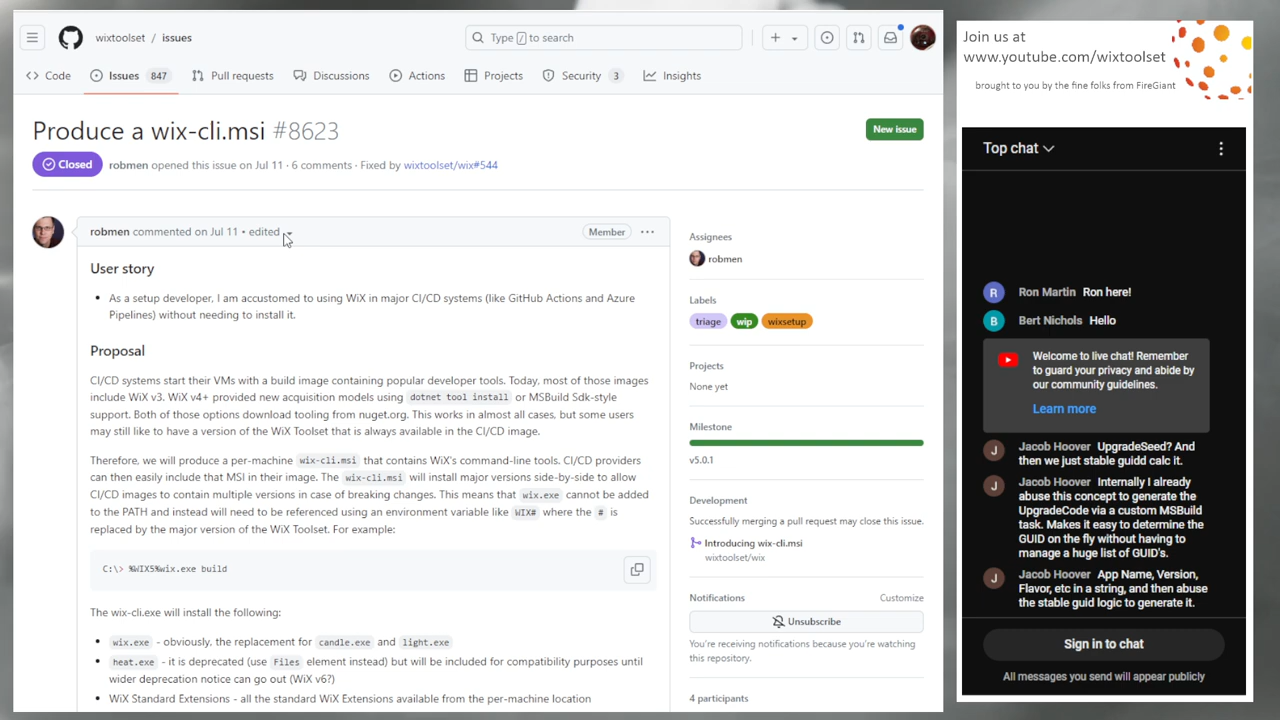 wixtoolset / issues
Type / to search
Code
Issues 847
Pull requests
Discussions
Actions
Projects
Security 3
Insights
Produce a wix-cli.msi #8623
New issue
Closed
robmen opened this issue on Jul 11 · 6 comments · Fixed by wixtoolset/wix#544
robmen commented on Jul 11 • edited
Member
User story
As a setup developer, I am accustomed to using WiX in major CI/CD systems (like GitHub Actions and Azure
Pipelines) without needing to install it.
Proposal
CI/CD systems start their VMs with a build image containing popular developer tools. Today, most of those images
include WiX v3. WiX v4+ provided new acquisition models using dotnet tool install or MSBuild Sdk-style
support. Both of those options download tooling from nuget.org. This works in almost all cases, but some users
may still like to have a version of the WiX Toolset that is always available in the CI/CD image.
Therefore, we will produce a per-machine wix-cli.msi that contains WiX's command-line tools. CI/CD providers
can then easily include that MSI in their image. The wix-cli.msi will install major versions side-by-side to allow
CI/CD images to contain multiple versions in case of breaking changes. This means that wix.exe cannot be added
to the PATH and instead will need to be referenced using an environment variable like WIX# where the # is
replaced by the major version of the WiX Toolset. For example:
C:\> %WIX5%wix.exe build
The wix-cli.exe will install the following:
wix.exe - obviously, the replacement for candle.exe and light.exe
heat.exe - it is deprecated (use Files element instead) but will be included for compatibility purposes until
wider deprecation notice can go out (WiX v6?)
WiX Standard Extensions - all the standard WiX Extensions available from the per-machine location
Assignees
robmen
Labels
triage wip wixsetup
Projects
None yet
Milestone
v5.0.1
Development
Successfully merging a pull request may close this issue.
Introducing wix-cli.msi
wixtoolset/wix
Notifications
Customize
Unsubscribe
You're receiving notifications because you're watching
this repository.
4 participants
Join us at
www.youtube.com/wixtoolset
brought to you by the fine folks from FireGiant
Top chat
R
Ron Martin Ron here!
B
Bert Nichols Hello
Welcome to live chat! Remember
to guard your privacy and abide by
our community guidelines.
Learn more
J
Jacob Hoover UpgradeSeed? And
then we just stable guidd calc it.
J
Jacob Hoover Internally I already
abuse this concept to generate the
UpgradeCode via a custom MSBuild
task. Makes it easy to determine the
GUID on the fly without having to
manage a huge list of GUID's.
J
Jacob Hoover App Name, Version,
Flavor, etc in a string, and then abuse
the stable guid logic to generate it.
Sign in to chat
All messages you send will appear publicly